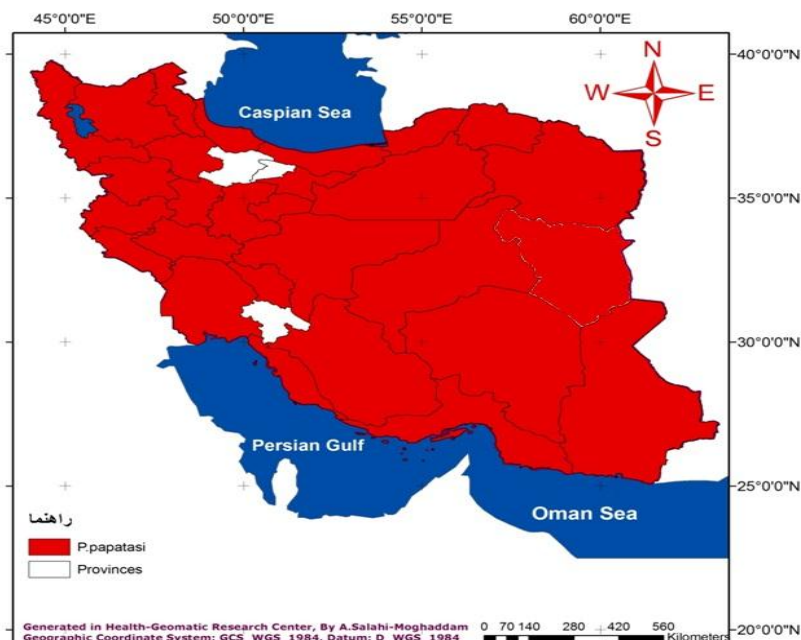 45°0'0"E 50°0'0"E 55°0'0"E 60°0'0"E
40°0'0"N
N
W E
S
Caspian Sea
35°0'0"N
30°0'0"N
Persian Gulf
25°0'0"N
Oman Sea
راهنما
P.papatasi
Provinces
20°0'0"N
Generated in Health-Geomatic Research Center, By A.Salahi-Moghaddam
Geographic Coordinate System: GCS_WGS_1984, Datum: D_WGS_1984
0 70 140 280 420 560
Kilometers